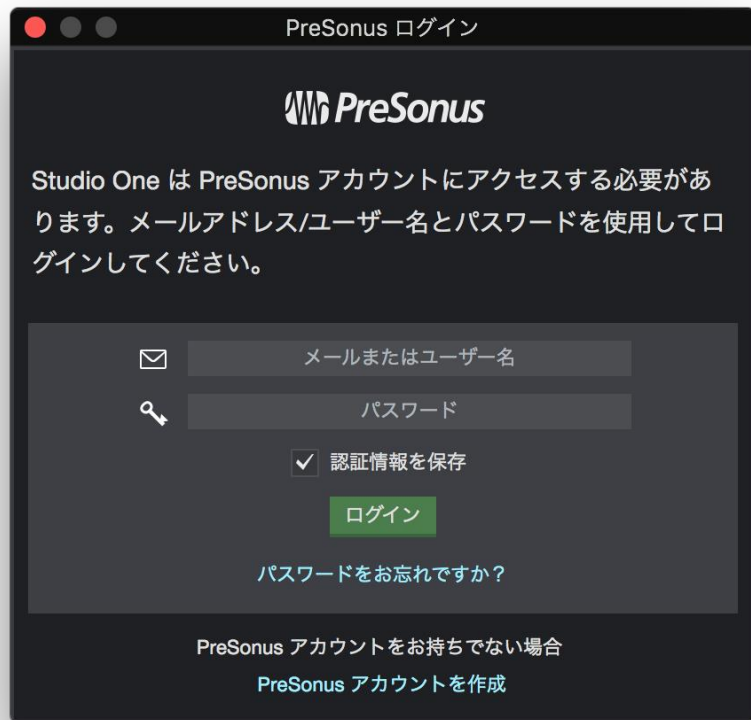 PreSonus ログイン
PreSonus
Studio One は PreSonus アカウントにアクセスする必要があ
ります。メールアドレス/ユーザー名とパスワードを使用してロ
グインしてください。
メールまたはユーザー名
パスワード
認証情報を保存
ログイン
パスワードをお忘れですか？
PreSonus アカウントをお持ちでない場合
PreSonus アカウントを作成